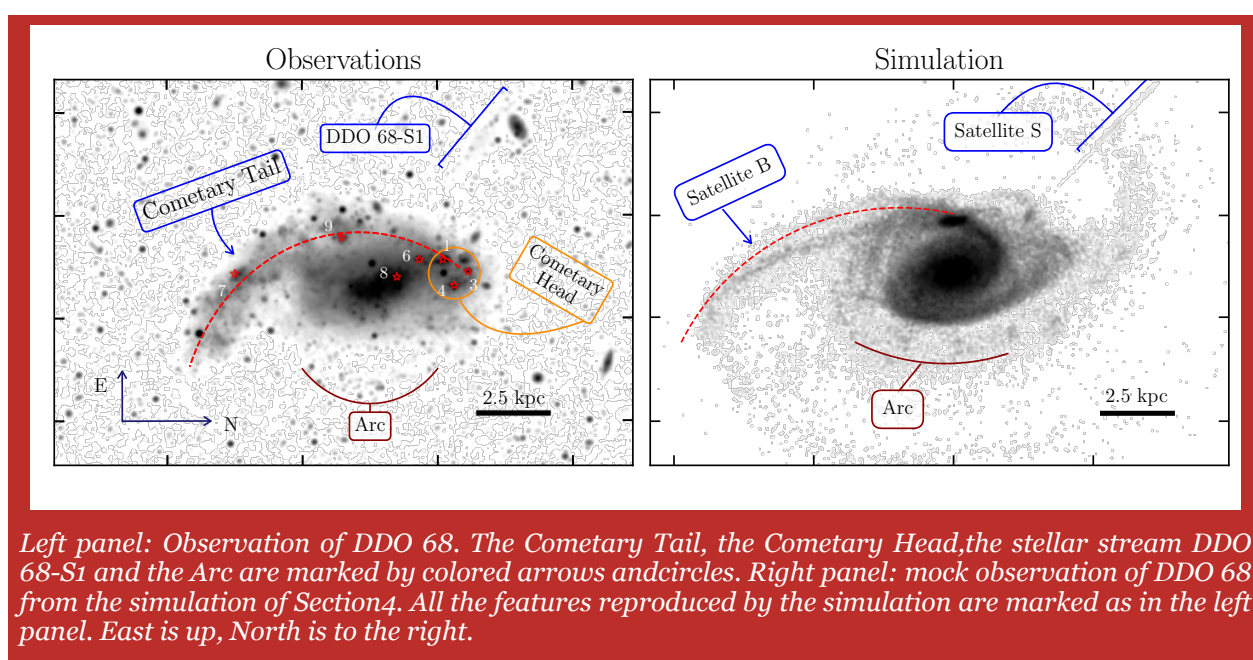 Observations
Simulation
DDO 68-S1
Cometary Tail
9
1
6
8
3
4
7
Cometary
Head
E
N
2.5 kpc
Arc
Satellite S
Satellite B
2.5 kpc
Arc
Left panel: Observation of DDO 68. The Cometary Tail, the Cometary Head,the stellar stream DDO
68-S1 and the Arc are marked by colored arrows andcircles. Right panel: mock observation of DDO 68
from the simulation of Section4. All the features reproduced by the simulation are marked as in the left
panel. East is up, North is to the right.